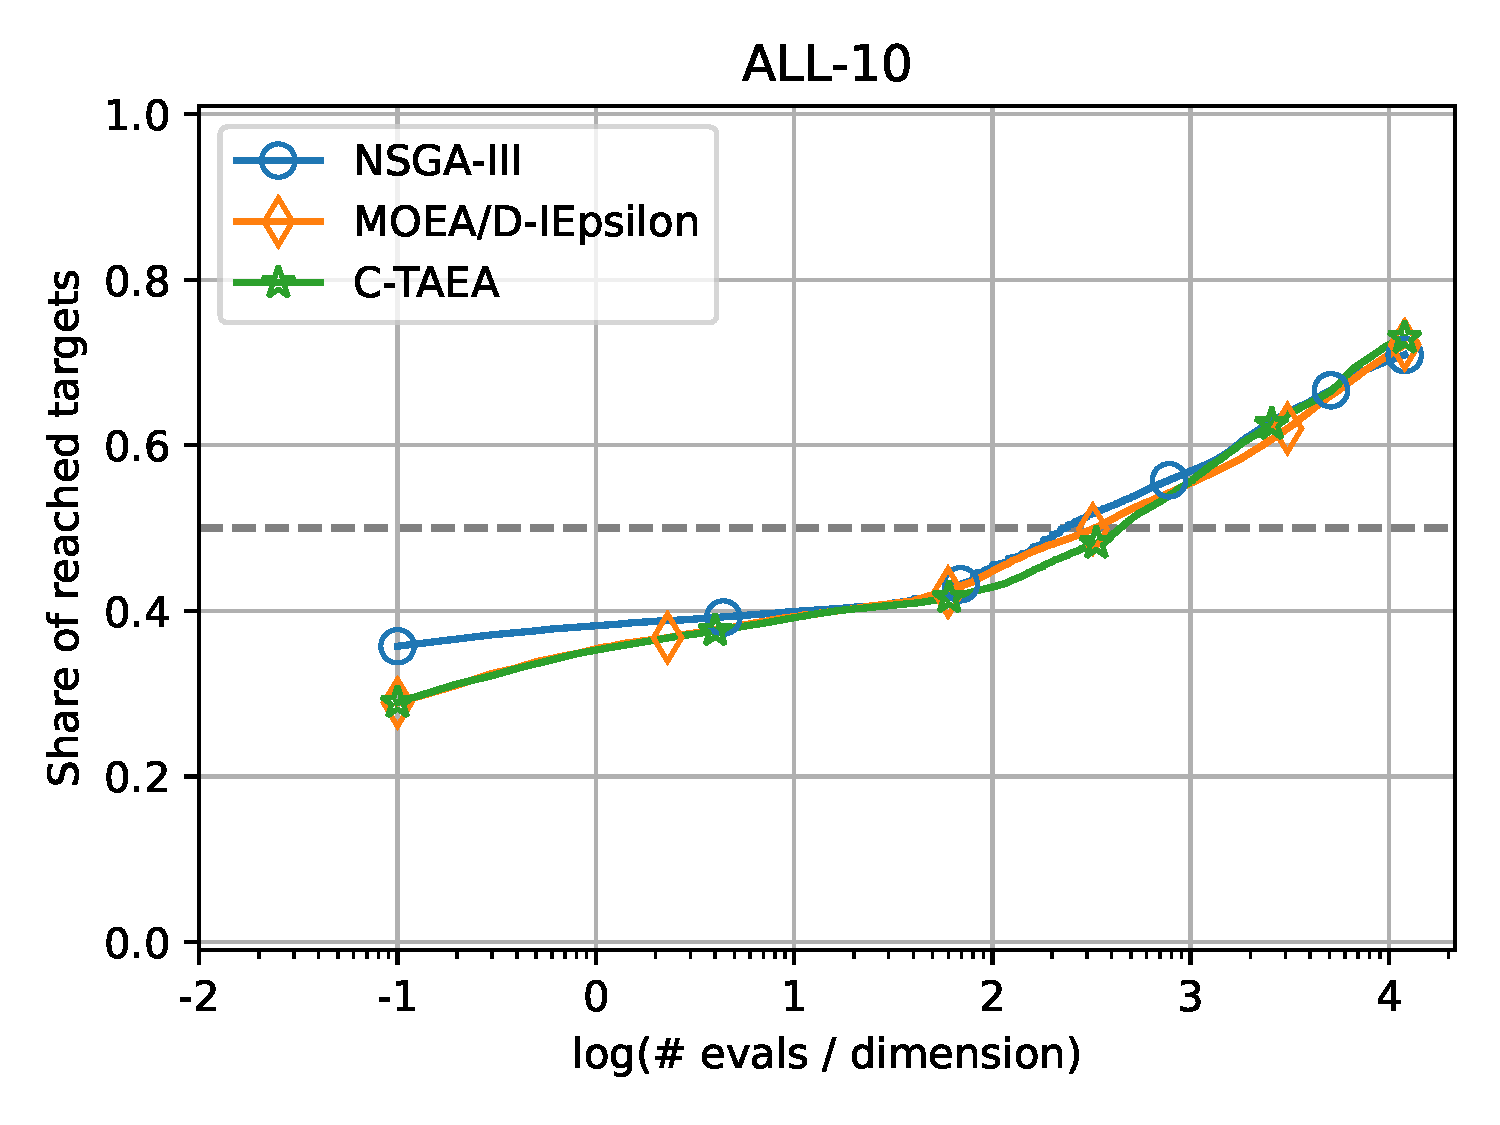 ALL-10
1.0
0.8
0.6
0.4
0.2
0.0
Share of reached targets
NSGA-III
MOEA/D-IEpsilon
C-TAEA
-2 -1 0 1 2 3 4
log(# evals / dimension)